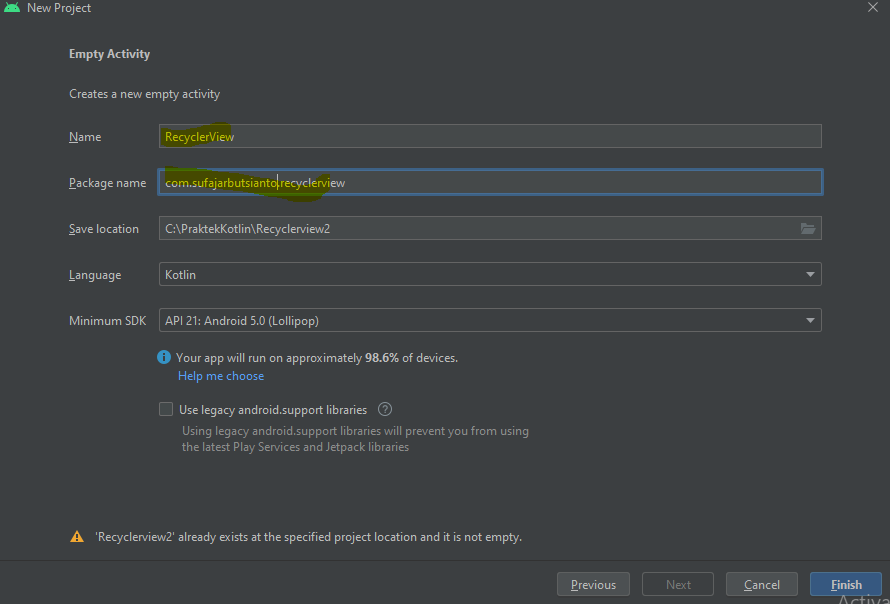 New Project
Empty Activity
Creates a new empty activity
Name RecyclerView
Package name com.sufajarbutsianto.recyclerview
Save location C:\PraktekKotlin\Recyclerview2
Language Kotlin
Minimum SDK API 21: Android 5.0 (Lollipop)
Your app will run on approximately 98.6% of devices.
Help me choose
Use legacy android.support libraries ?
Using legacy android.support libraries will prevent you from using
the latest Play Services and Jetpack libraries
'Recyclerview2' already exists at the specified project location and it is not empty.
Previous Next Cancel Finish